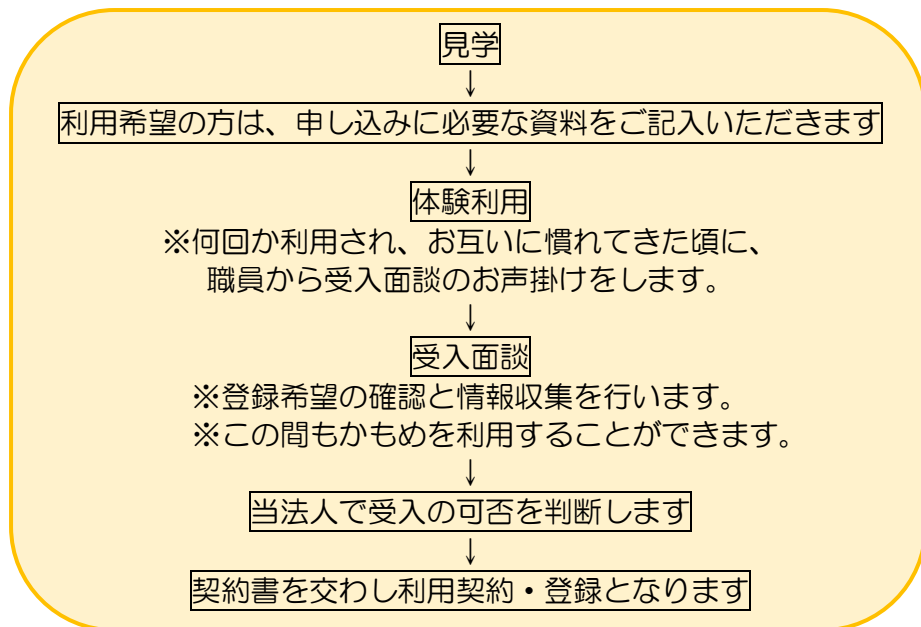 見学
↓
利用希望の方は、申し込みに必要な資料をご記入いただきます
↓
体験利用
※何回か利用され、お互いに慣れてきた頃に、
職員から受入面談のお声掛けをします。
↓
受入面談
※登録希望の確認と情報収集を行います。
※この間もかもめを利用することができます。
↓
当法人で受入の可否を判断します
↓
契約書を交わし利用契約・登録となります